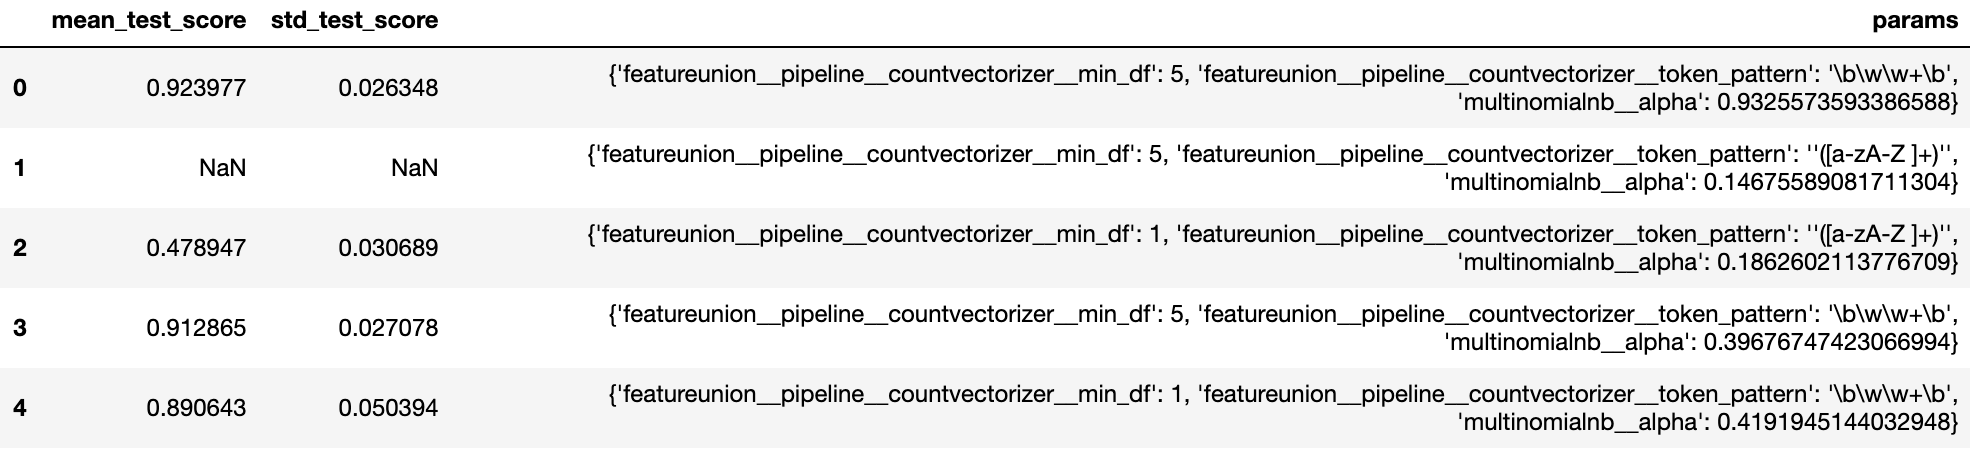 mean_test_score std_test_score params
0 0.923977 0.026348 {'featureunion__pipeline__countvectorizer__min_df': 5, 'featureunion__pipeline__countvectorizer__token_pattern': '\b\w\w+\b',
'multinomialnb__alpha': 0.9325573593386588}
1 NaN NaN {'featureunion__pipeline__countvectorizer__min_df': 5, 'featureunion__pipeline__countvectorizer__token_pattern': ''([a-zA-Z ]+)'',
'multinomialnb__alpha': 0.14675589081711304}
2 0.478947 0.030689 {'featureunion__pipeline__countvectorizer__min_df': 1, 'featureunion__pipeline__countvectorizer__token_pattern': ''([a-zA-Z ]+)'',
'multinomialnb__alpha': 0.1862602113776709}
3 0.912865 0.027078 {'featureunion__pipeline__countvectorizer__min_df': 5, 'featureunion__pipeline__countvectorizer__token_pattern': '\b\w\w+\b',
'multinomialnb__alpha': 0.39676747423066994}
4 0.890643 0.050394 {'featureunion__pipeline__countvectorizer__min_df': 1, 'featureunion__pipeline__countvectorizer__token_pattern': '\b\w\w+\b',
'multinomialnb__alpha': 0.4191945144032948}